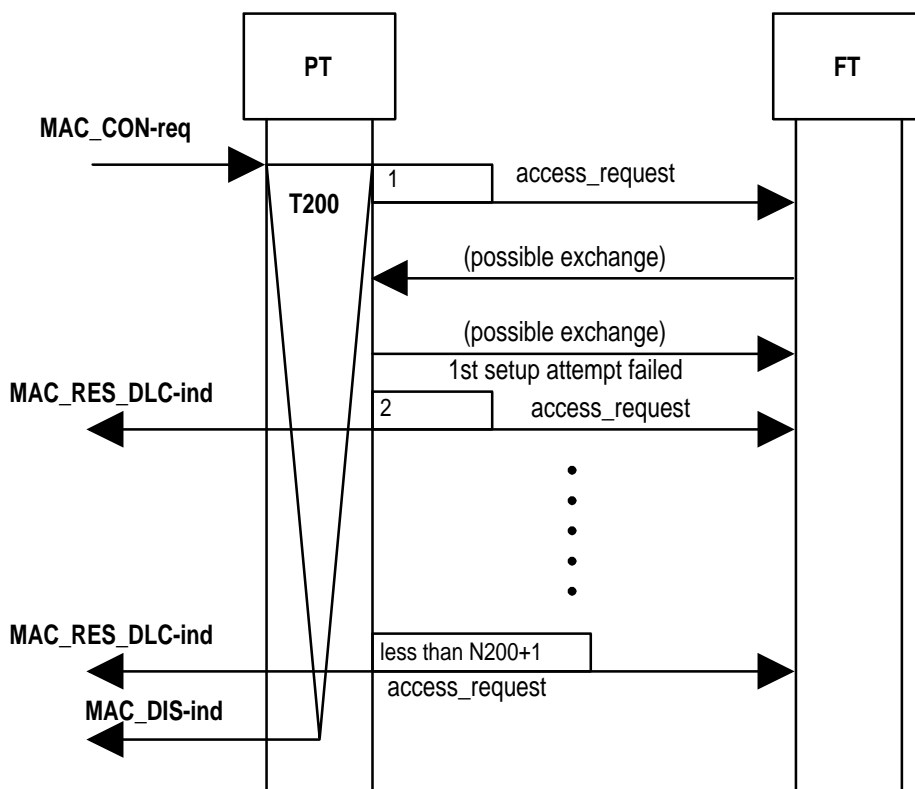 PT
FT
MAC_CON-req
1
access_request
T200
(possible exchange)
(possible exchange)
1st setup attempt failed
MAC_RES_DLC-ind
2
access_request
MAC_RES_DLC-ind
less than N200+1
access_request
MAC_DIS-ind